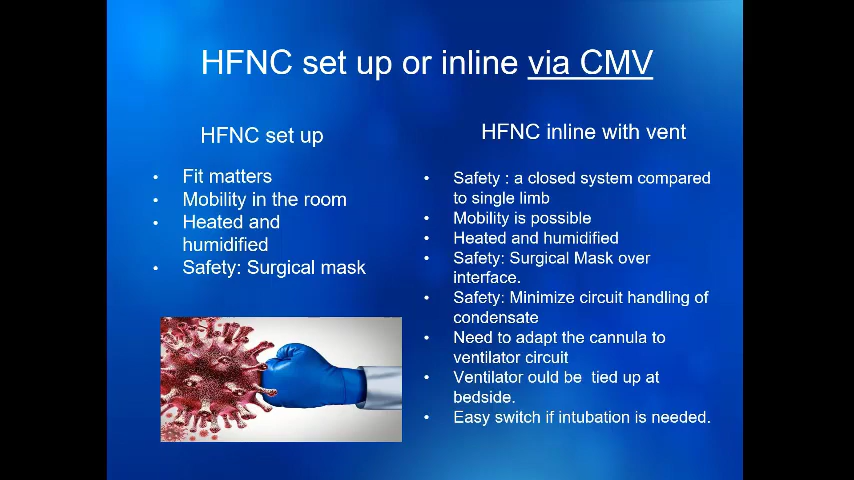 HFNC set up or inline via CMV
HFNC set up
• Fit matters
• Mobility in the room
• Heated and
humidified
• Safety: Surgical mask
HFNC inline with vent
• Safety : a closed system compared
to single limb
• Mobility is possible
• Heated and humidified
• Safety: Surgical Mask over
interface.
• Safety: Minimize circuit handling of
condensate
• Need to adapt the cannula to
ventilator circuit
• Ventilator ould be tied up at
bedside.
• Easy switch if intubation is needed.